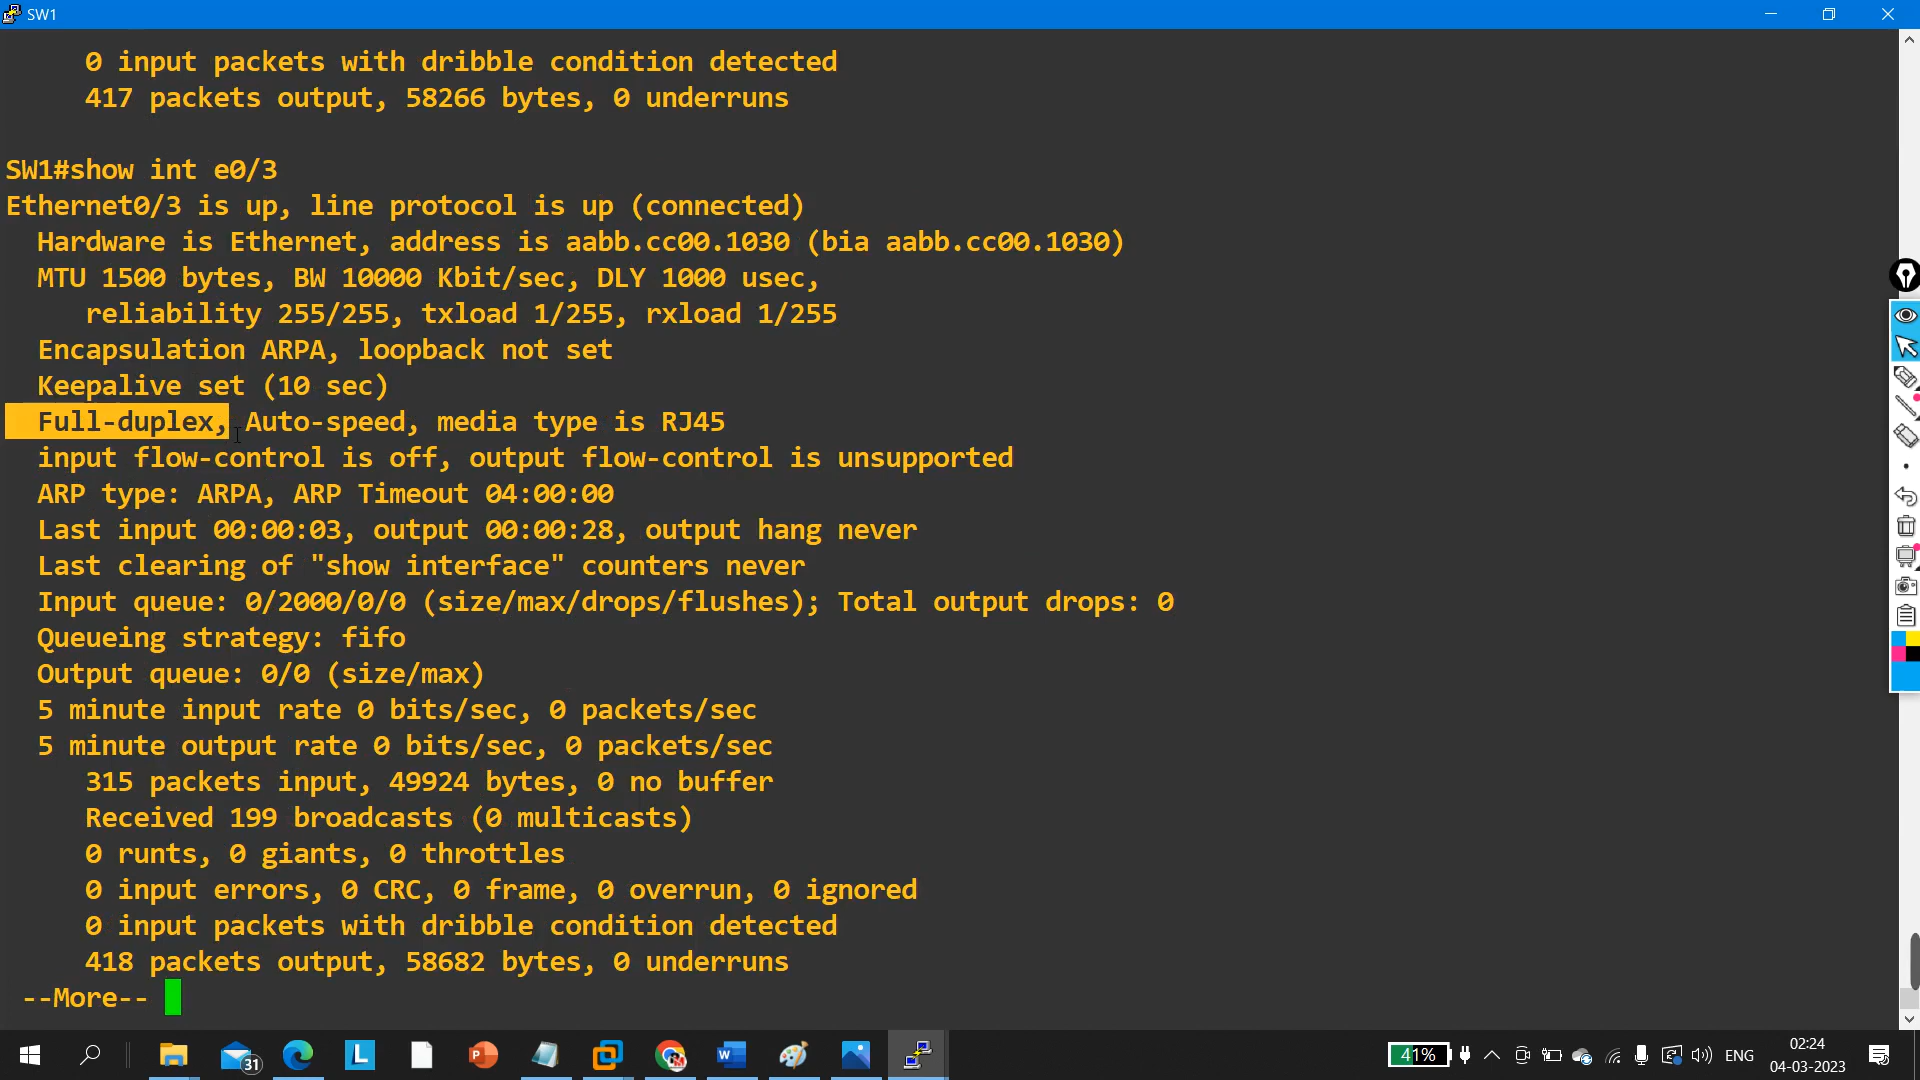 SW1
0 input packets with dribble condition detected
417 packets output, 58266 bytes, 0 underruns
SW1#show int e0/3
Ethernet0/3 is up, line protocol is up (connected)
Hardware is Ethernet, address is aabb.cc00.1030 (bia aabb.cc00.1030)
MTU 1500 bytes, BW 10000 Kbit/sec, DLY 1000 usec,
reliability 255/255, txload 1/255, rxload 1/255
Encapsulation ARPA, loopback not set
Keepalive set (10 sec)
Full-duplex, Auto-speed, media type is RJ45
input flow-control is off, output flow-control is unsupported
ARP type: ARPA, ARP Timeout 04:00:00
Last input 00:00:03, output 00:00:28, output hang never
Last clearing of "show interface" counters never
Input queue: 0/2000/0/0 (size/max/drops/flushes); Total output drops: 0
Queueing strategy: fifo
Output queue: 0/0 (size/max)
5 minute input rate 0 bits/sec, 0 packets/sec
5 minute output rate 0 bits/sec, 0 packets/sec
315 packets input, 49924 bytes, 0 no buffer
Received 199 broadcasts (0 multicasts)
0 runts, 0 giants, 0 throttles
0 input errors, 0 CRC, 0 frame, 0 overrun, 0 ignored
0 input packets with dribble condition detected
418 packets output, 58682 bytes, 0 underruns
--More--
31
L
P
W
41%
ENG
02:24
04-03-2023